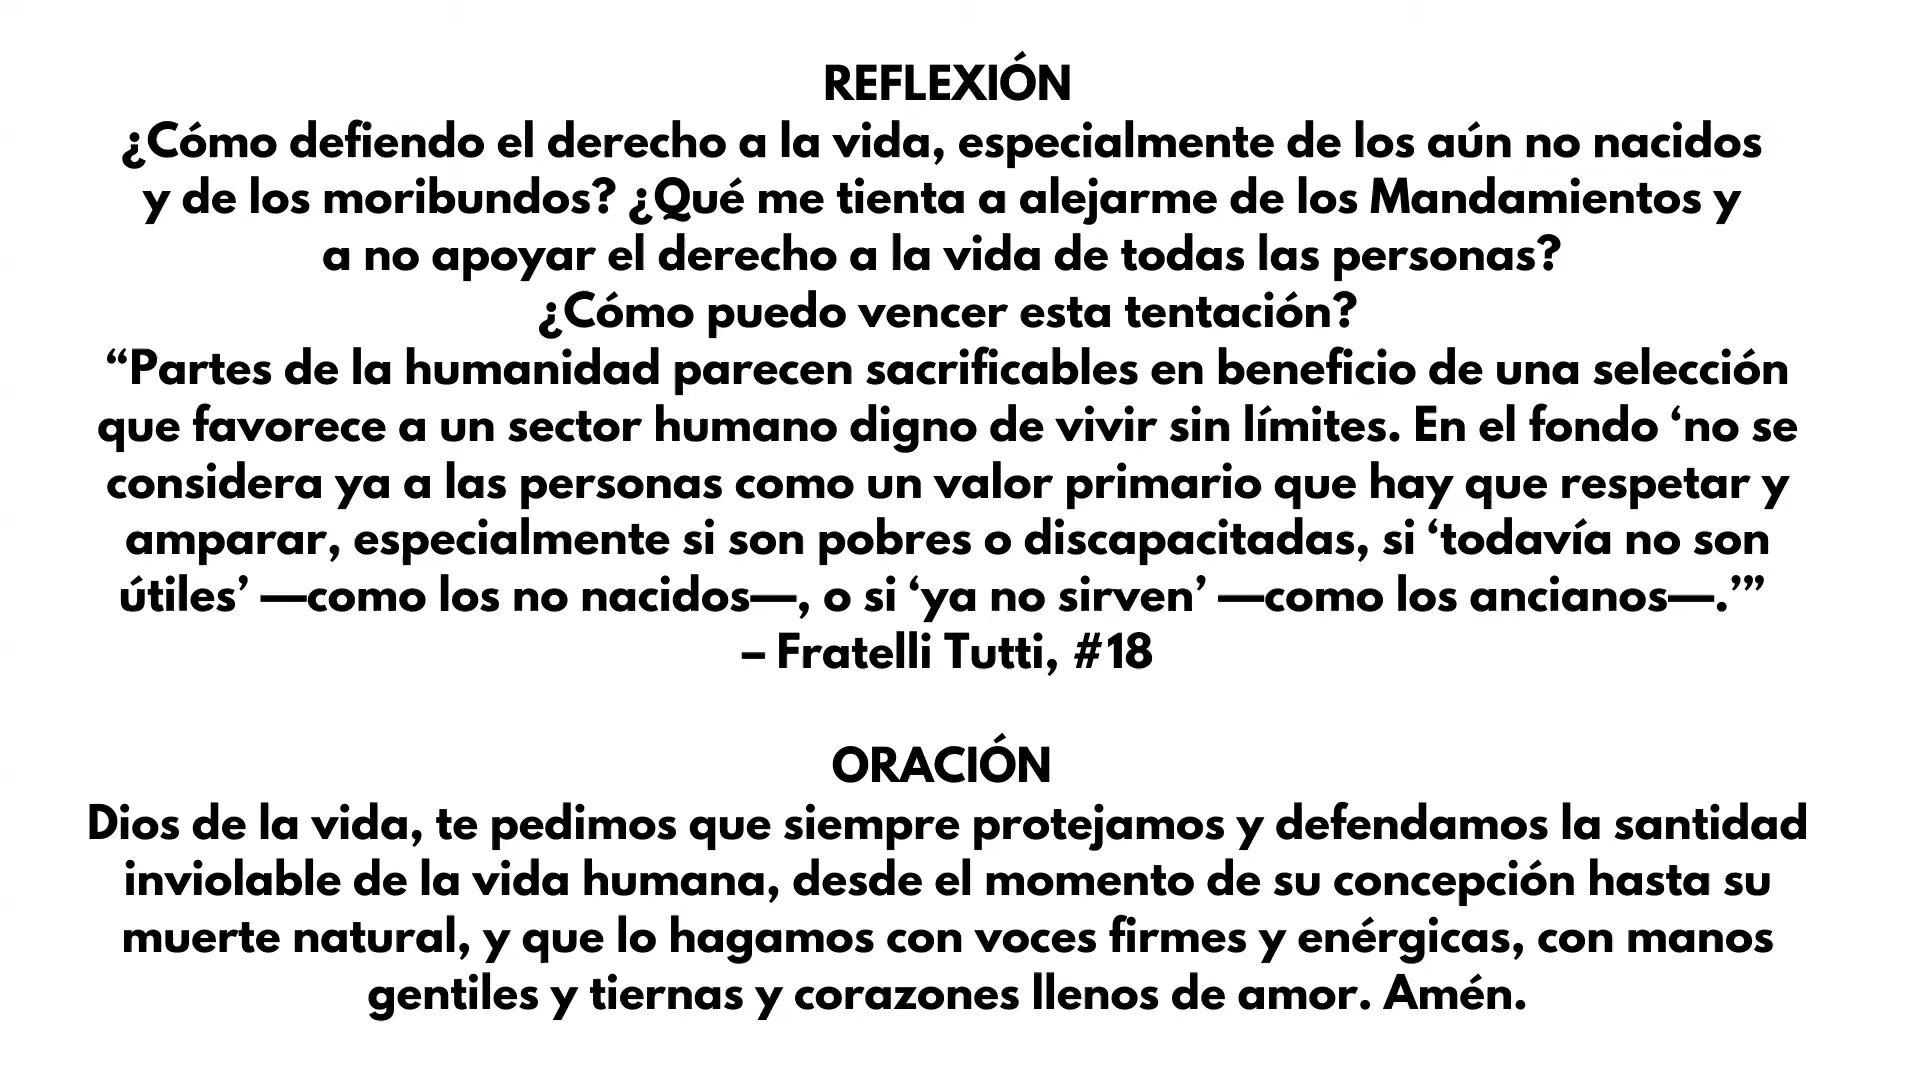 REFLEXIÓN
¿Cómo defiendo el derecho a la vida, especialmente de los aún no nacidos
y de los moribundos? ¿Qué me tienta a alejarme de los Mandamientos y
a no apoyar el derecho a la vida de todas las personas?
¿Cómo puedo vencer esta tentación?
“Partes de la humanidad parecen sacrificables en beneficio de una selección
que favorece a un sector humano digno de vivir sin límites. En el fondo ‘no se
considera ya a las personas como un valor primario que hay que respetar y
amparar, especialmente si son pobres o discapacitadas, si ‘todavía no son
útiles’ —como los no nacidos—, o si ‘ya no sirven’ —como los ancianos—.’”
– Fratelli Tutti, #18
ORACIÓN
Dios de la vida, te pedimos que siempre protejamos y defendamos la santidad
inviolable de la vida humana, desde el momento de su concepción hasta su
muerte natural, y que lo hagamos con voces firmes y enérgicas, con manos
gentiles y tiernas y corazones llenos de amor. Amén.